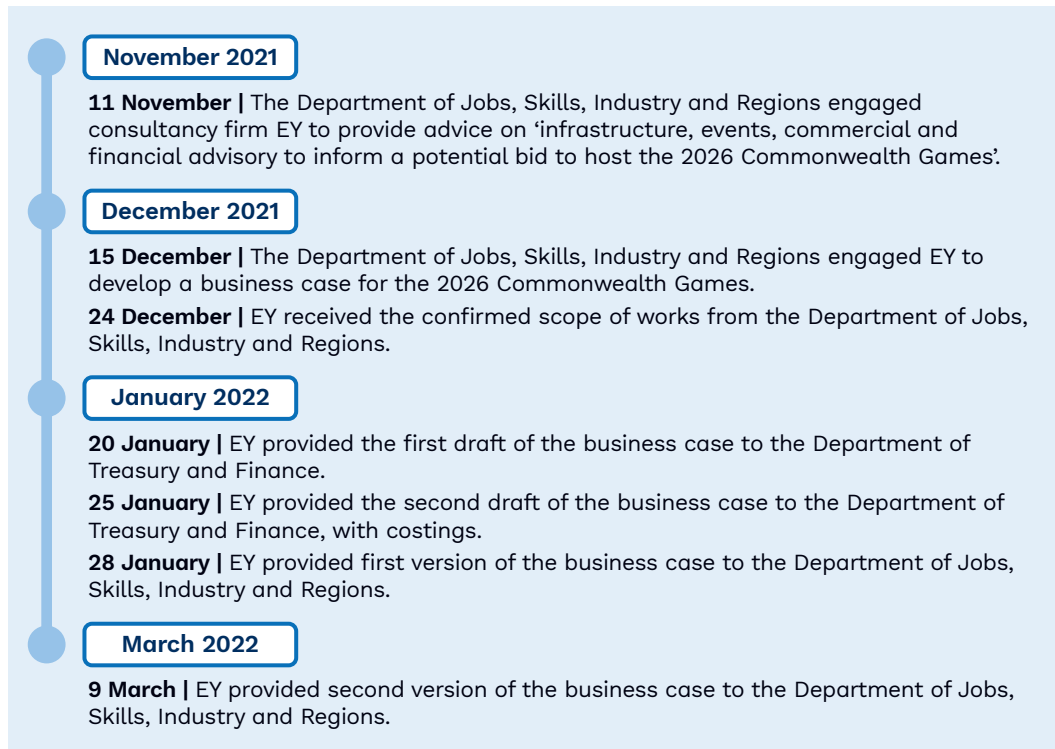 November 2021
11 November | The Department of Jobs, Skills, Industry and Regions engaged
consultancy firm EY to provide advice on ‘infrastructure, events, commercial and
financial advisory to inform a potential bid to host the 2026 Commonwealth Games’.
December 2021
15 December | The Department of Jobs, Skills, Industry and Regions engaged EY to
develop a business case for the 2026 Commonwealth Games.
24 December | EY received the confirmed scope of works from the Department of Jobs,
Skills, Industry and Regions.
January 2022
20 January | EY provided the first draft of the business case to the Department of
Treasury and Finance.
25 January | EY provided the second draft of the business case to the Department of
Treasury and Finance, with costings.
28 January | EY provided first version of the business case to the Department of Jobs,
Skills, Industry and Regions.
March 2022
9 March | EY provided second version of the business case to the Department of Jobs,
Skills, Industry and Regions.